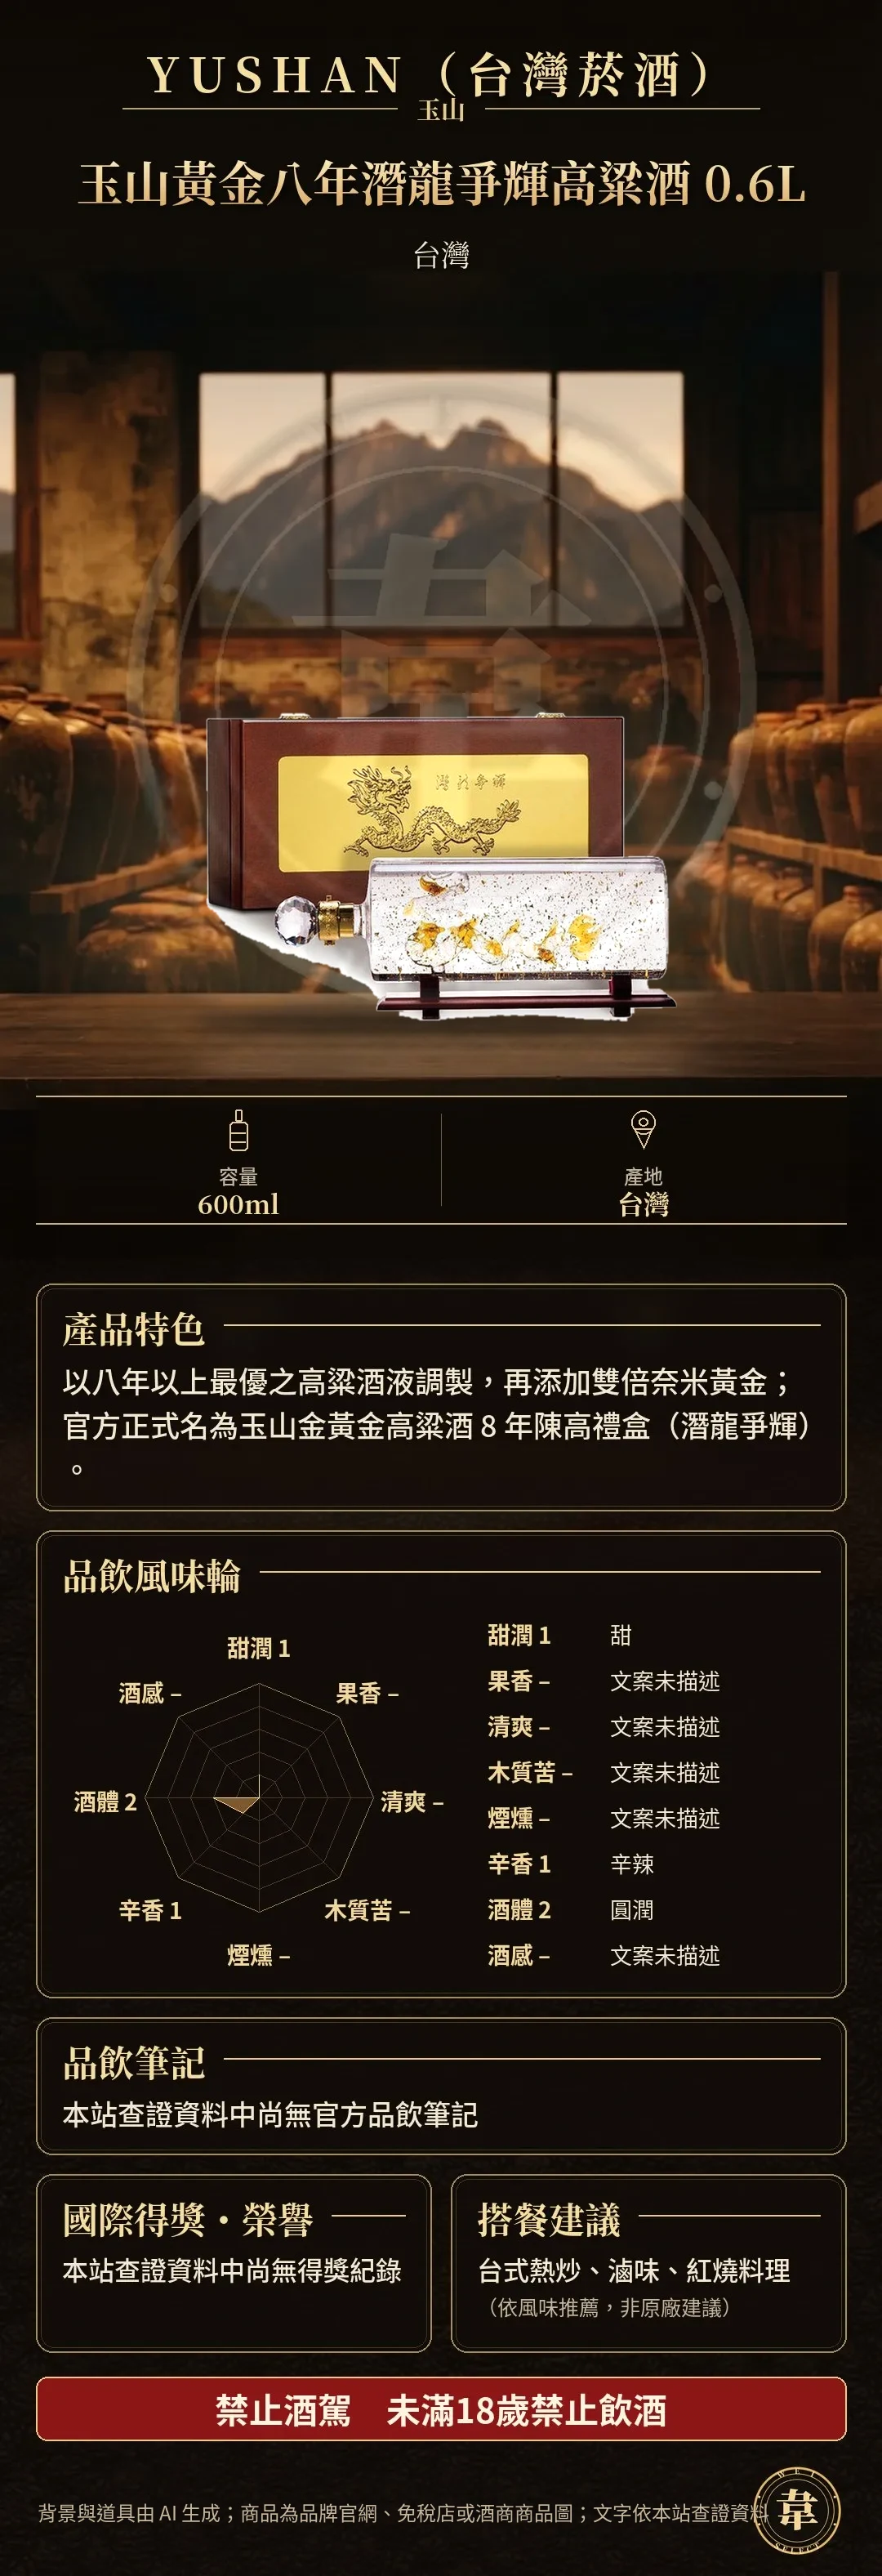 YUSHAN（台灣菸酒）
玉山
玉山黃金八年潛龍爭輝高粱酒 0.6L
台灣
容量
600ml
產地
台灣
產品特色
以八年以上最優之高粱酒液調製，再添加雙倍奈米黃金；
官方正式名為玉山金黃金高粱酒 8 年陳高禮盒（潛龍爭輝）
。
品飲風味輪
甜潤 1
果香 –
清爽 –
木質苦 –
煙燻 –
辛香 1
酒體 2
酒感 –
甜潤 1 甜
果香 – 文案未描述
清爽 – 文案未描述
木質苦 – 文案未描述
煙燻 – 文案未描述
辛香 1 辛辣
酒體 2 圓潤
酒感 – 文案未描述
品飲筆記
本站查證資料中尚無官方品飲筆記
國際得獎・榮譽
本站查證資料中尚無得獎紀錄
搭餐建議
台式熱炒、滷味、紅燒料理
（依風味推薦，非原廠建議）
禁止酒駕　未滿18歲禁止飲酒
背景與道具由 AI 生成；商品為品牌官網、免稅店或酒商商品圖；文字依本站查證資料
WEI
韋
SELECT